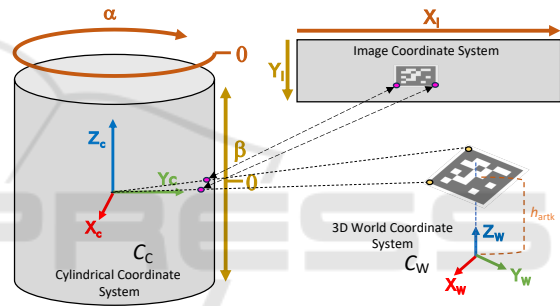 α
0
X_I
Image Coordinate System
Y_I
β
0
Z_c
Y_C
X_c
C_C
Cylindrical Coordinate
System
h_artk
3D World Coordinate
System
C_W
Z_W
Y_W
X_W
PRESS